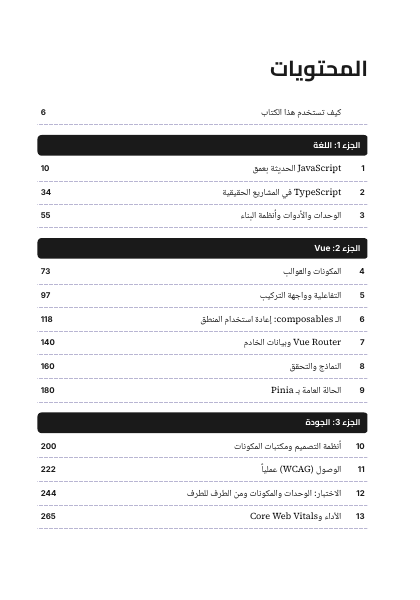 المحتويات
كيف تستخدم هذا الكتاب 6
الجزء 1: اللغة
1 JavaScript الحديثة بعمق 10
2 TypeScript في المشاريع الحقيقية 34
3 الوحدات والأدوات وأنظمة البناء 55
الجزء 2: Vue
4 المكونات والقوالب 73
5 التفاعلية وواجهة التركيب 97
6 الـ composables: إعادة استخدام المنطق 118
7 Vue Router وبيانات الخادم 140
8 النماذج والتحقق 160
9 الحالة العامة بـ Pinia 180
الجزء 3: الجودة
10 أنظمة التصميم ومكتبات المكونات 200
11 الوصول (WCAG) عملياً 222
12 الاختبار: الوحدات والمكونات ومن الطرف للطرف 244
13 الأداء وCore Web Vitals 265